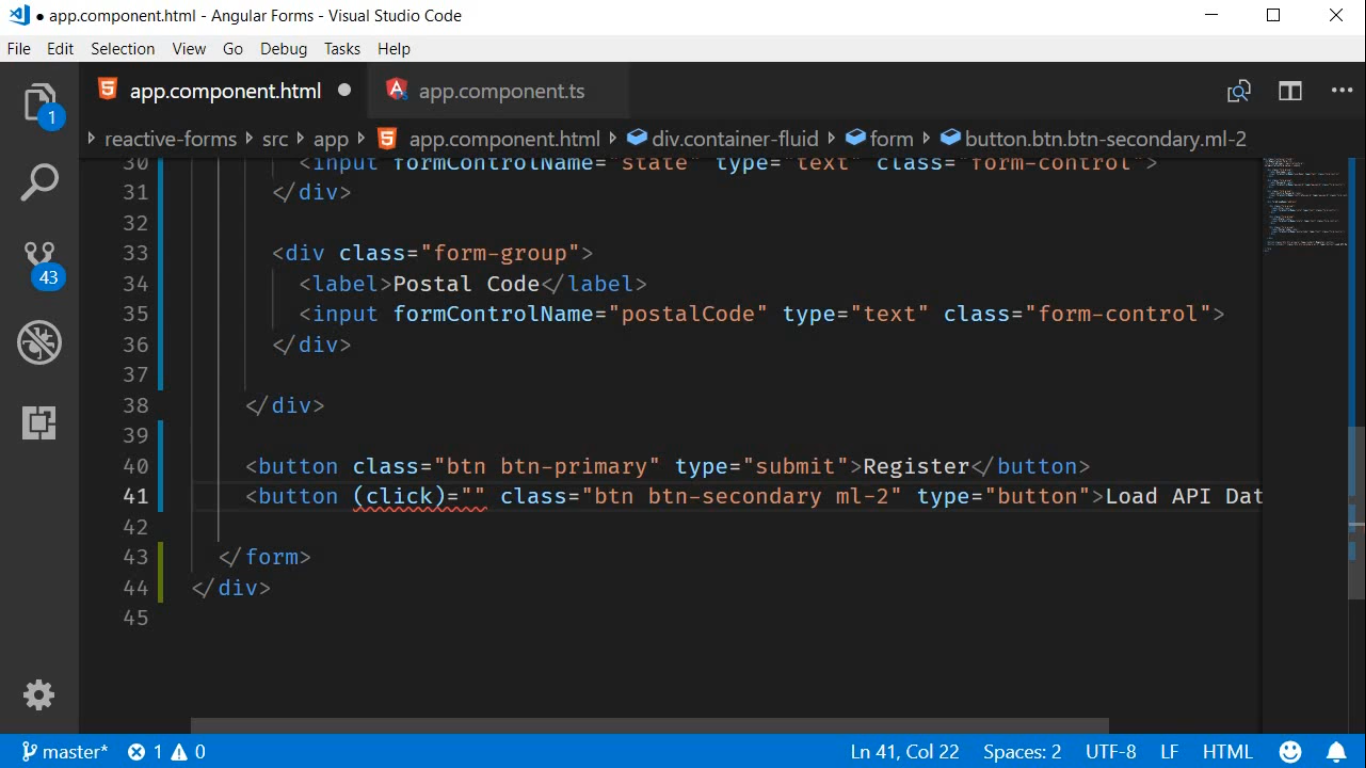 app.component.html - Angular Forms - Visual Studio Code
File Edit Selection View Go Debug Tasks Help
app.component.html app.component.ts
1
reactive-forms src app app.component.html div.container-fluid form button.btn.btn-secondary.ml-2
30 <input formControlName="state" type="text" class="form-control">
31 </div>
32
33 <div class="form-group">
34 <label>Postal Code</label>
35 <input formControlName="postalCode" type="text" class="form-control">
36 </div>
37
38 </div>
39
40 <button class="btn btn-primary" type="submit">Register</button>
41 <button (click)="" class="btn btn-secondary ml-2" type="button">Load API Dat
42
43 </form>
44 </div>
45
43
master* 1 0 Ln 41, Col 22 Spaces: 2 UTF-8 LF HTML